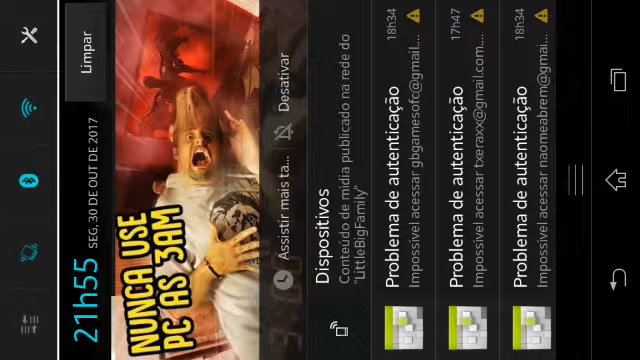 21h55 SEG, 30 DE OUT DE 2017
Limpar
NUNCA USE
PC AS 3AM
Assistir mais ta...
Desativar
Dispositivos
Conteúdo de mídia publicado na rede do
"LittleBigFamily"
Problema de autenticação 18h34
Impossível acessar gbgamesofc@gmail....
Problema de autenticação 17h47
Impossível acessar txeraxx@gmail.com...
Problema de autenticação 18h34
Impossível acessar naomeabrem@gmai...